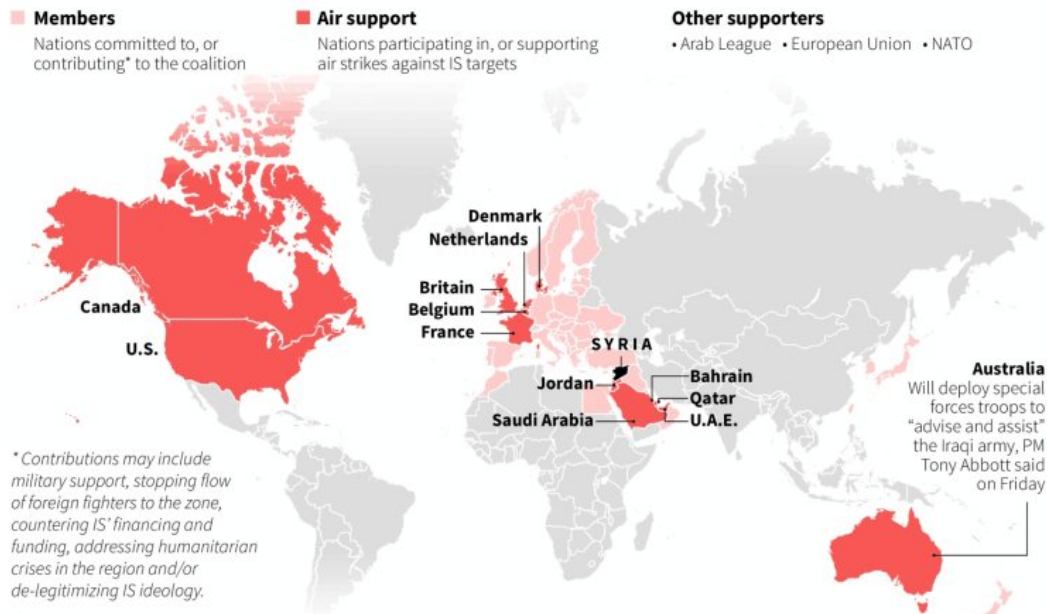 Members
Nations committed to, or
contributing* to the coalition
Air support
Nations participating in, or supporting
air strikes against IS targets
Other supporters
• Arab League • European Union • NATO
Denmark
Netherlands
Britain
Belgium
France
Canada
U.S.
SYRIA
Jordan
Saudi Arabia
Bahrain
Qatar
U.A.E.
Australia
Will deploy special
forces troops to
“advise and assist”
the Iraqi army, PM
Tony Abbott said
on Friday
* Contributions may include
military support, stopping flow
of foreign fighters to the zone,
countering IS’ financing and
funding, addressing humanitarian
crises in the region and/or
de-legitimizing IS ideology.